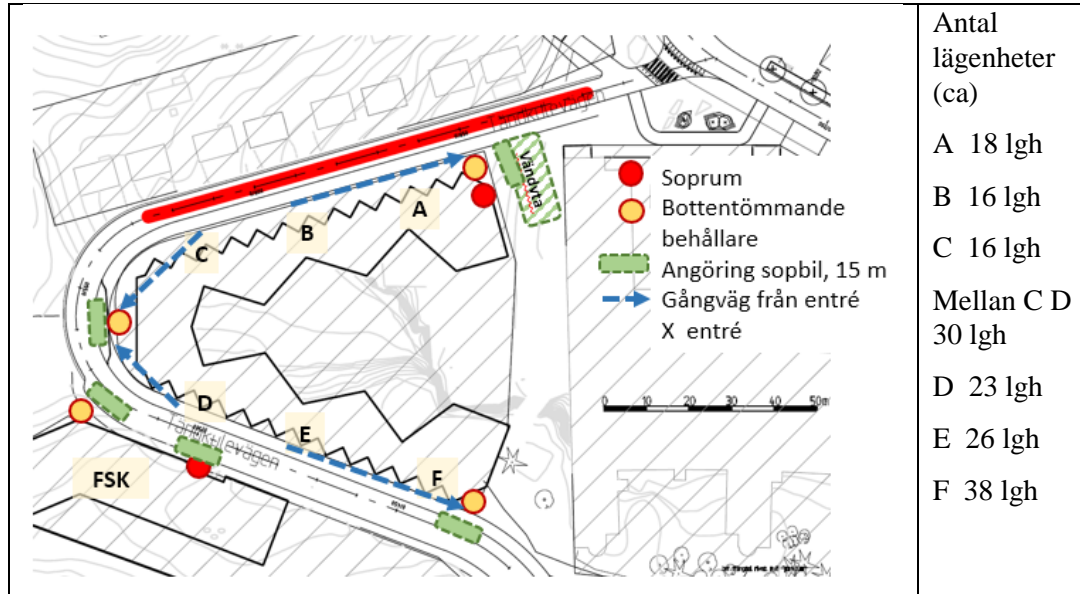 Tannkulevägen
Vändyta
A
B
C
D
E
F
FSK
Soprum
Bottentömmande
behållare
Angöring sopbil, 15 m
Gångväg från entré
X entré
0 10 20 30 40 50m
Antal
lägenheter
(ca)
A 18 lgh
B 16 lgh
C 16 lgh
Mellan C D
30 lgh
D 23 lgh
E 26 lgh
F 38 lgh